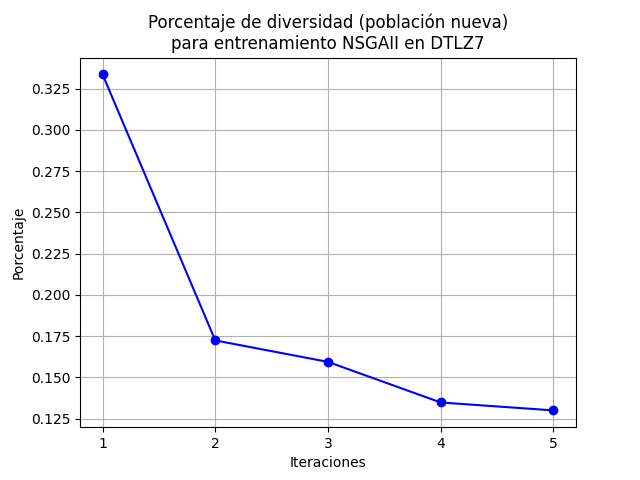 Porcentaje de diversidad (población nueva)
para entrenamiento NSGAII en DTLZ7
0.325
0.300
0.275
0.250
0.225
0.200
0.175
0.150
0.125
Porcentaje
1 2 3 4 5
Iteraciones